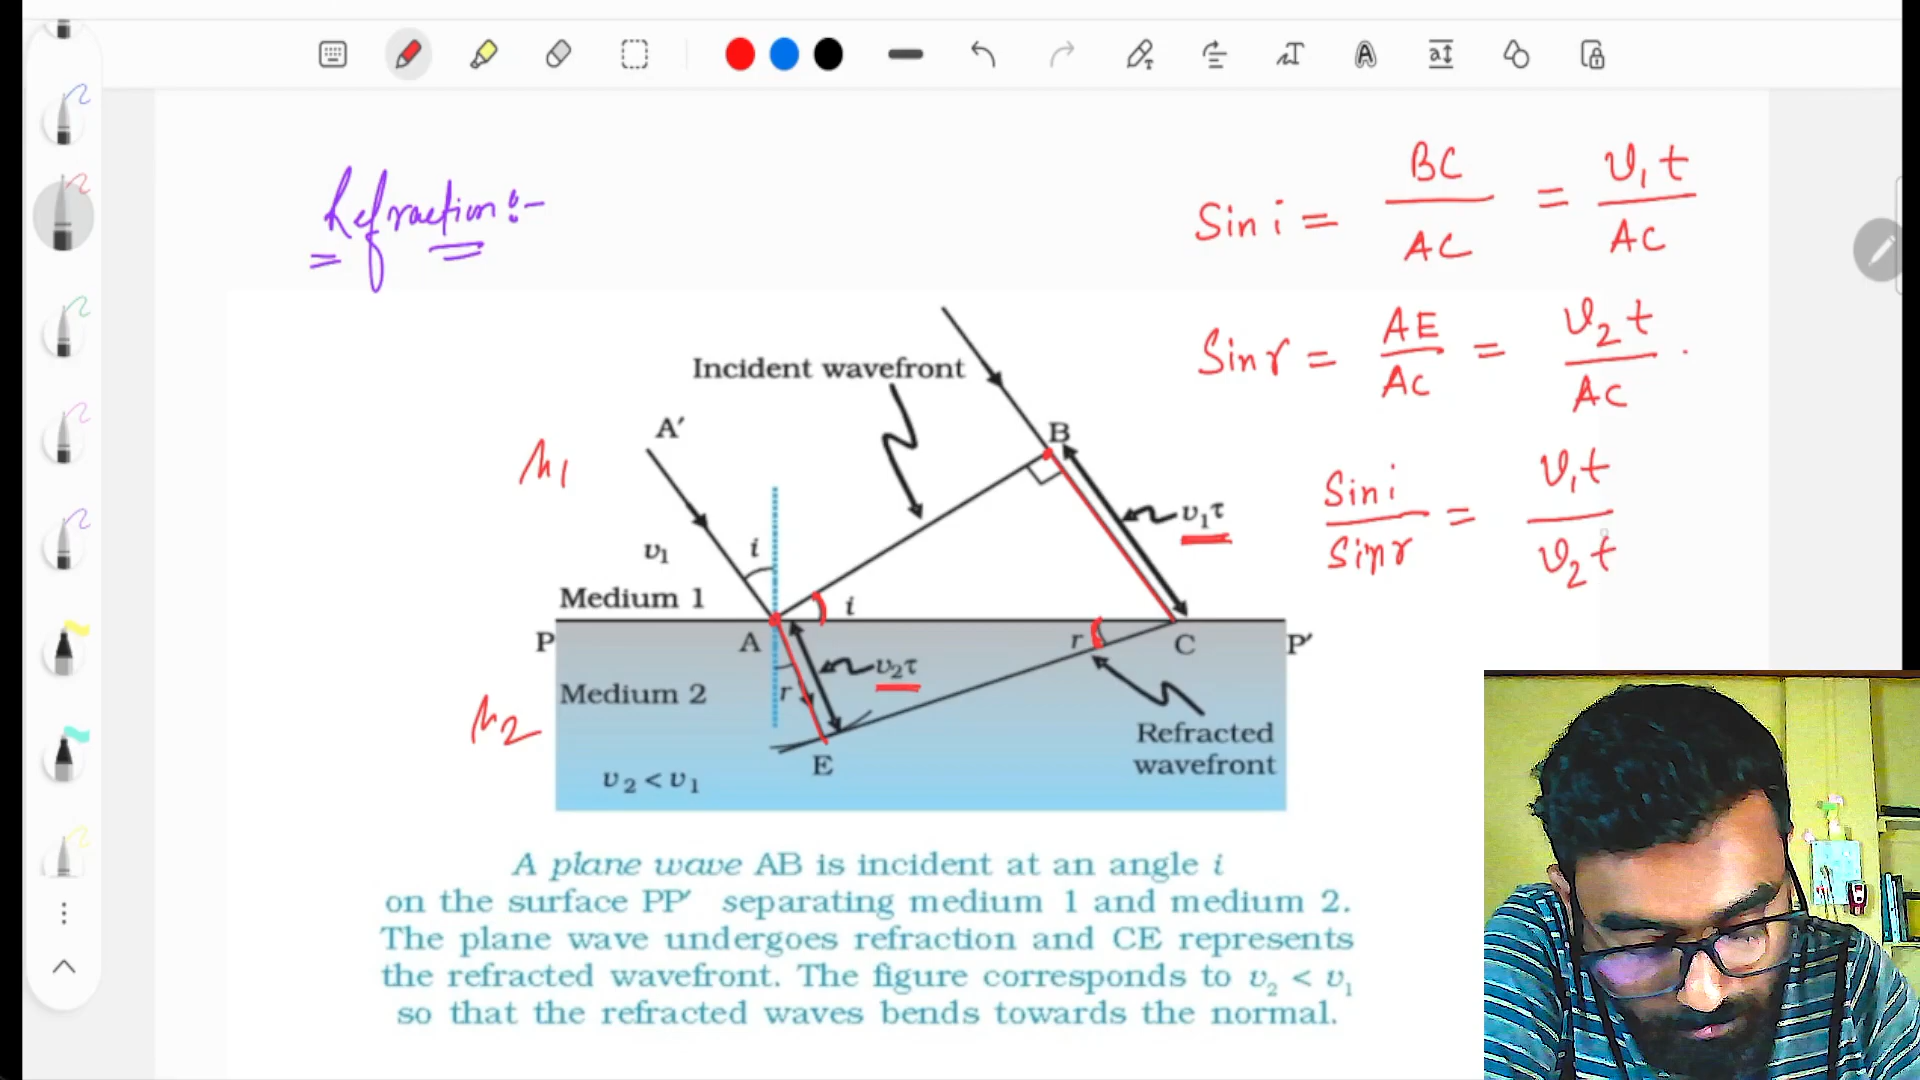 Refraction:-
Sin i = BC / AC = v₁t / AC
Sin r = AE / AC = v₂t / AC .
Sin i / Sin r = v₁t / v₂t
Incident wavefront
A′
B
μ₁
v₁τ
v₁
i
Medium 1
i
P
A
r
C
P′
v₂τ
Medium 2
r
μ₂
Refracted
wavefront
E
v₂ < v₁
A plane wave AB is incident at an angle i
on the surface PP′ separating medium 1 and medium 2.
The plane wave undergoes refraction and CE represents
the refracted wavefront. The figure corresponds to v₂ < v₁
so that the refracted waves bends towards the normal.